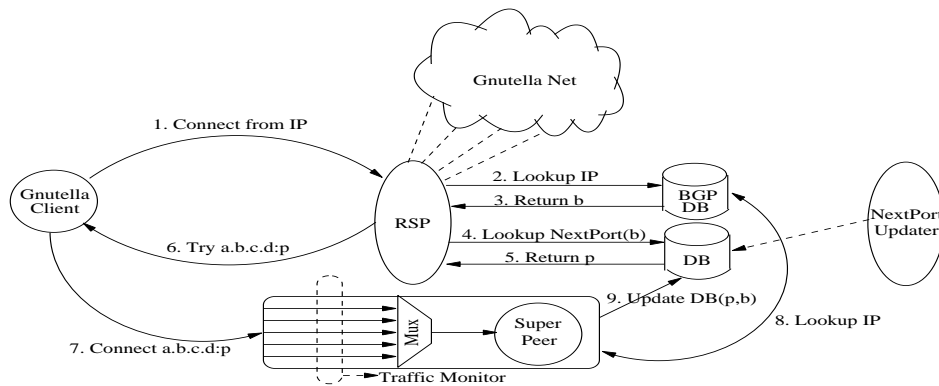 Gnutella Net
1. Connect from IP
Gnutella
Client
RSP
2. Lookup IP
3. Return b
BGP
DB
6. Try a.b.c.d:p
4. Lookup NextPort(b)
5. Return p
DB
NextPort
Updater
9. Update DB(p,b)
Mux
Super
Peer
8. Lookup IP
7. Connect a.b.c.d:p
Traffic Monitor